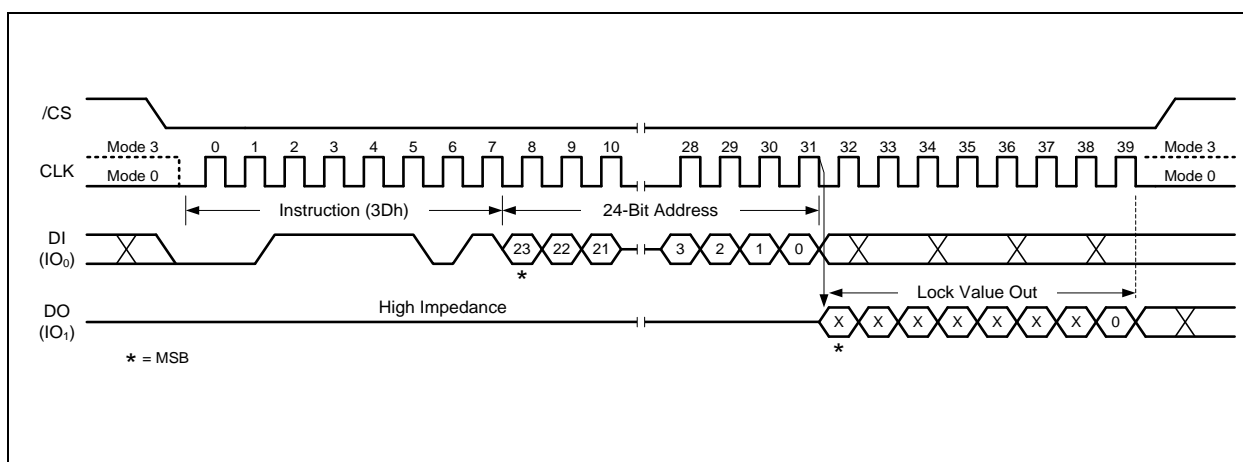 /CS
Mode 3 0 1 2 3 4 5 6 7 8 9 10 28 29 30 31 32 33 34 35 36 37 38 39 Mode 3
CLK Mode 0 Mode 0
Instruction (3Dh) 24-Bit Address
DI
(IO0) 23 22 21 3 2 1 0
*
Lock Value Out
High Impedance
DO
(IO1) X X X X X X X 0
*
* = MSB